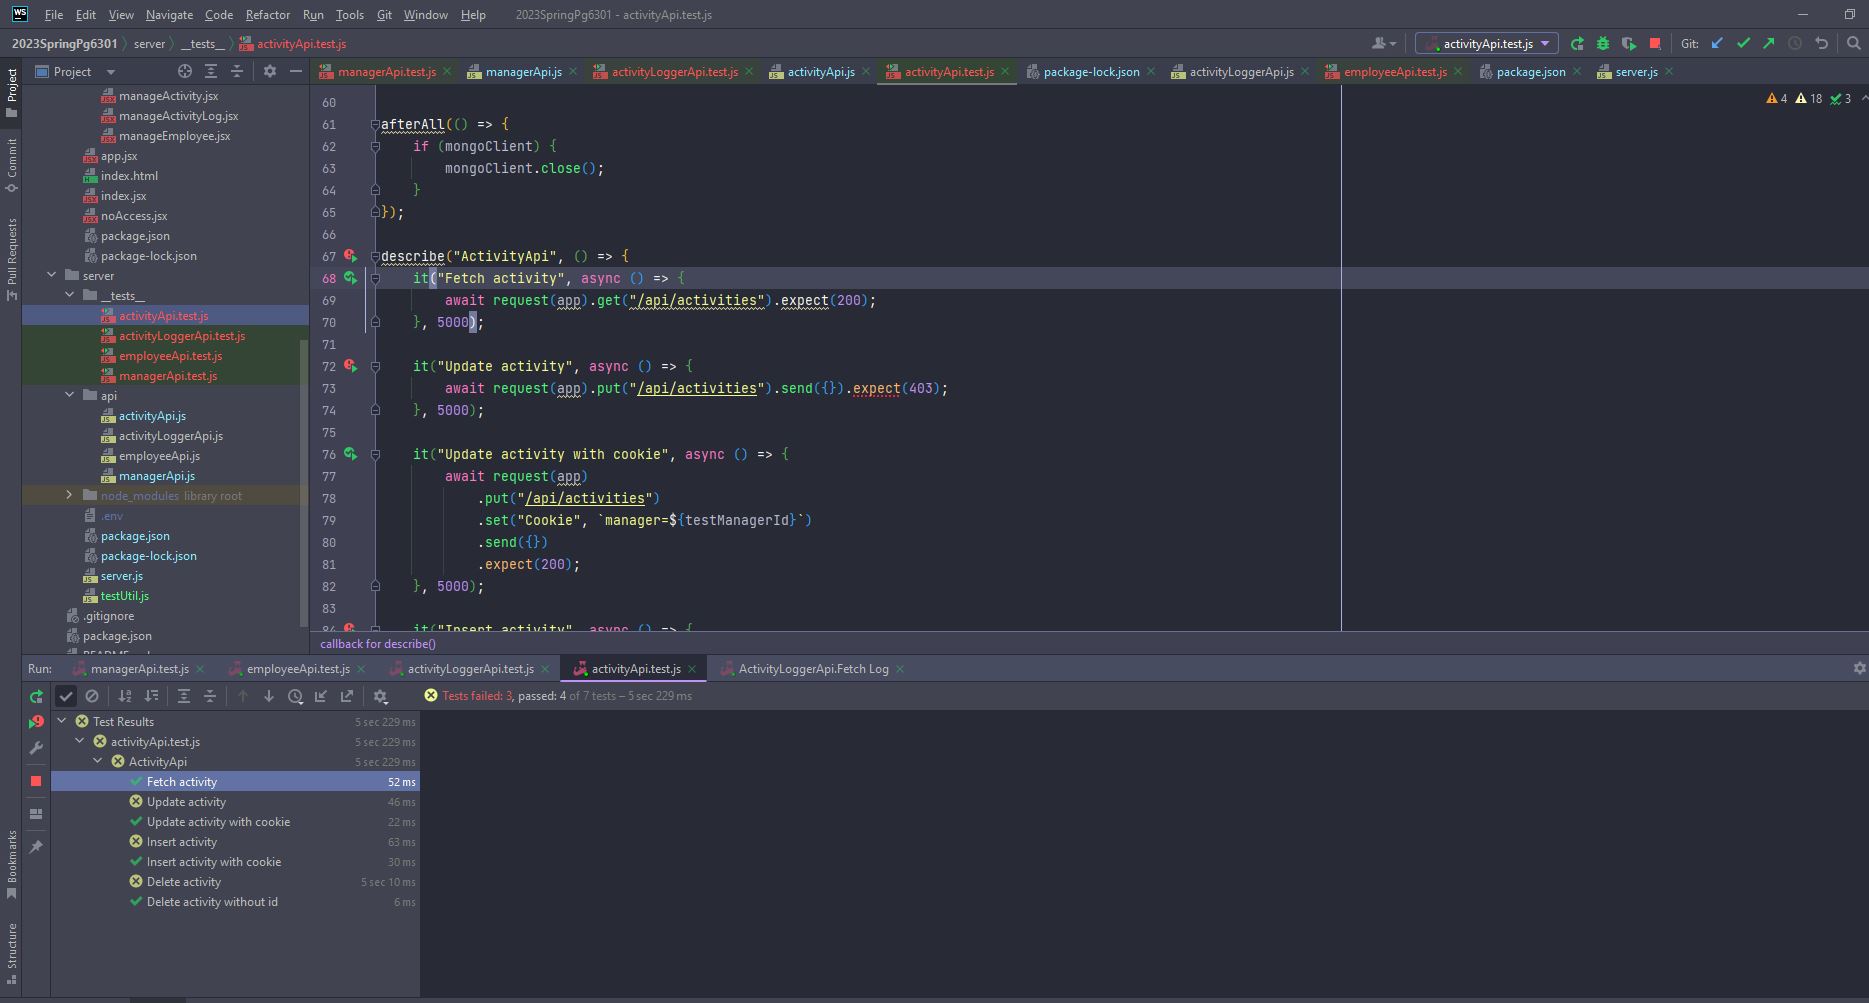 WS File Edit View Navigate Code Refactor Run Tools Git Window Help 2023SpringPg6301 - activityApi.test.js
2023SpringPg6301 server __tests__ activityApi.test.js activityApi.test.js Git:
Project managerApi.test.js managerApi.js activityLoggerApi.test.js activityApi.js activityApi.test.js package-lock.json activityLoggerApi.js employeeApi.test.js package.json server.js
Project
Commit
Pull Requests
Bookmarks
Structure
manageActivity.jsx
manageActivityLog.jsx
manageEmployee.jsx
app.jsx
index.html
index.jsx
noAccess.jsx
package.json
package-lock.json
server
__tests__
activityApi.test.js
activityLoggerApi.test.js
employeeApi.test.js
managerApi.test.js
api
activityApi.js
activityLoggerApi.js
employeeApi.js
managerApi.js
node_modules library root
.env
package.json
package-lock.json
server.js
testUtil.js
.gitignore
package.json
4 18 3
60
61 afterAll(() => {
62 if (mongoClient) {
63 mongoClient.close();
64 }
65 });
66
67 describe("ActivityApi", () => {
68 it("Fetch activity", async () => {
69 await request(app).get("/api/activities").expect(200);
70 }, 5000);
71
72 it("Update activity", async () => {
73 await request(app).put("/api/activities").send({}).expect(403);
74 }, 5000);
75
76 it("Update activity with cookie", async () => {
77 await request(app)
78 .put("/api/activities")
79 .set("Cookie", `manager=${testManagerId}`)
80 .send({})
81 .expect(200);
82 }, 5000);
83
84 it("Insert activity", async () => {
callback for describe()
Run: managerApi.test.js employeeApi.test.js activityLoggerApi.test.js activityApi.test.js ActivityLoggerApi.Fetch Log
Tests failed: 3, passed: 4 of 7 tests – 5 sec 229 ms
Test Results 5 sec 229 ms
activityApi.test.js 5 sec 229 ms
ActivityApi 5 sec 229 ms
Fetch activity 52 ms
Update activity 46 ms
Update activity with cookie 22 ms
Insert activity 63 ms
Insert activity with cookie 30 ms
Delete activity 5 sec 10 ms
Delete activity without id 6 ms